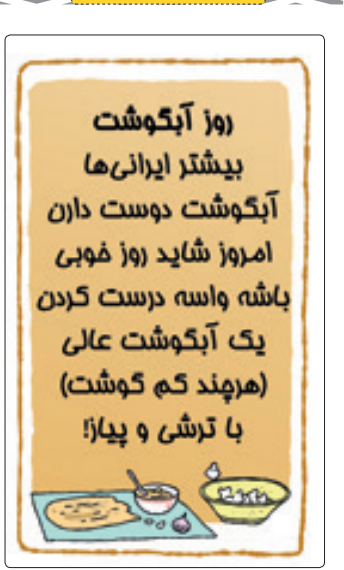 روز آبگوشت
بیشتر ایرانی‌ها
آبگوشت دوست دارن
امروز شاید روز خوبی
باشه واسه درست کردن
یک آبگوشت عالی
(هرچند کم گوشت)
با ترشی و پیاز!